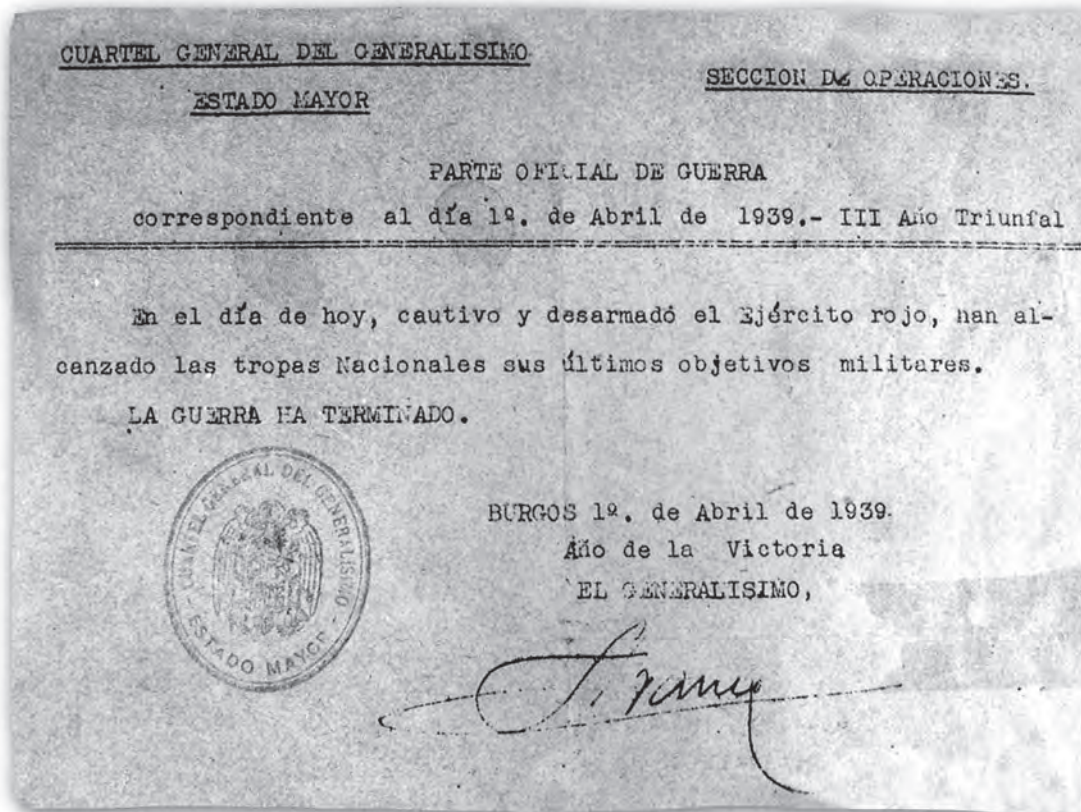 CUARTEL GENERAL DEL GENERALISIMO
ESTADO MAYOR
SECCION DE OPERACIONES.
PARTE OFICIAL DE GUERRA
correspondiente al día 1º. de Abril de 1939.- III Año Triunfal
En el día de hoy, cautivo y desarmadó el Ejército rojo, han al-
canzado las tropas Nacionales sus últimos objetivos militares.
LA GUERRA HA TERMINADO.
CUARTEL GENERAL DEL GENERALISIMO - ESTADO MAYOR -
BURGOS 1º. de Abril de 1939.
Año de la Victoria
EL GENERALISIMO,
F. Franco